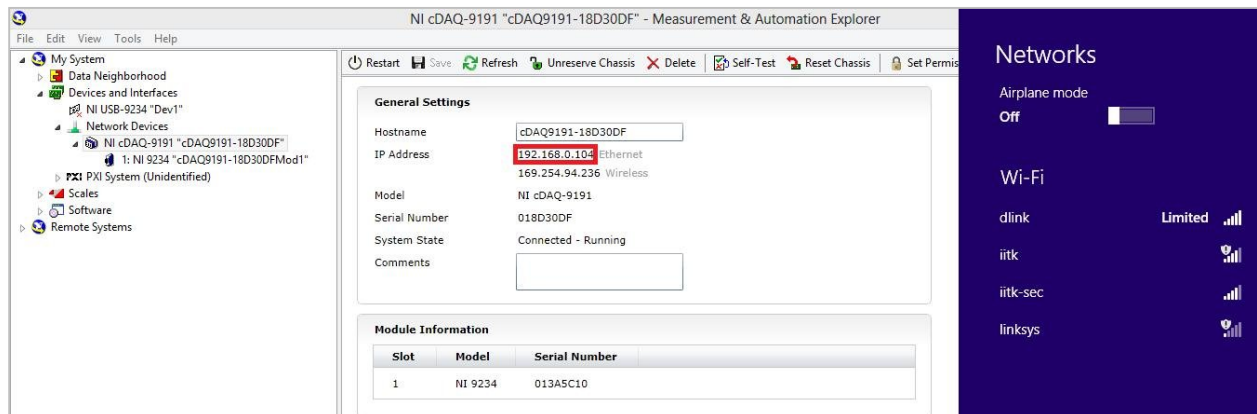 NI cDAQ-9191 "cDAQ9191-18D30DF" - Measurement & Automation Explorer
File Edit View Tools Help
My System
Data Neighborhood
Devices and Interfaces
NI USB-9234 "Dev1"
Network Devices
NI cDAQ-9191 "cDAQ9191-18D30DF"
1: NI 9234 "cDAQ9191-18D30DFMod1"
PXI PXI System (Unidentified)
Scales
Software
Remote Systems
Restart Save Refresh Unreserve Chassis Delete Self-Test Reset Chassis Set Permis
General Settings
Hostname cDAQ9191-18D30DF
IP Address 192.168.0.104 Ethernet
169.254.94.236 Wireless
Model NI cDAQ-9191
Serial Number 018D30DF
System State Connected - Running
Comments
Module Information
Slot Model Serial Number
1 NI 9234 013A5C10
Networks
Airplane mode
Off
Wi-Fi
dlink Limited
iitk
iitk-sec
linksys